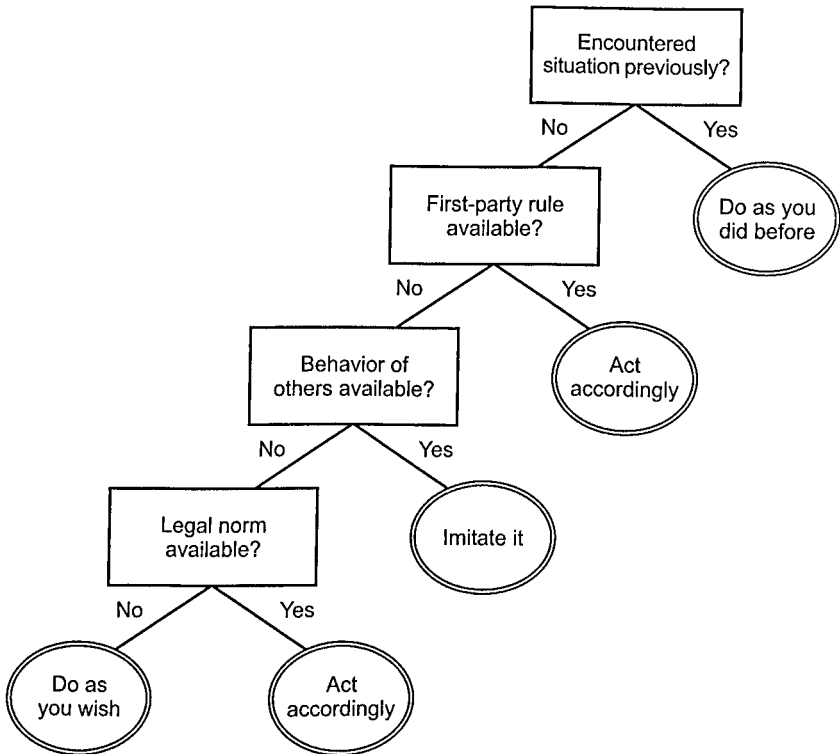 Encountered
situation previously?
No
Yes
First-party rule
available?
Do as you
did before
No
Yes
Behavior of
others available?
Act
accordingly
No
Yes
Legal norm
available?
Imitate it
No
Yes
Do as
you wish
Act
accordingly